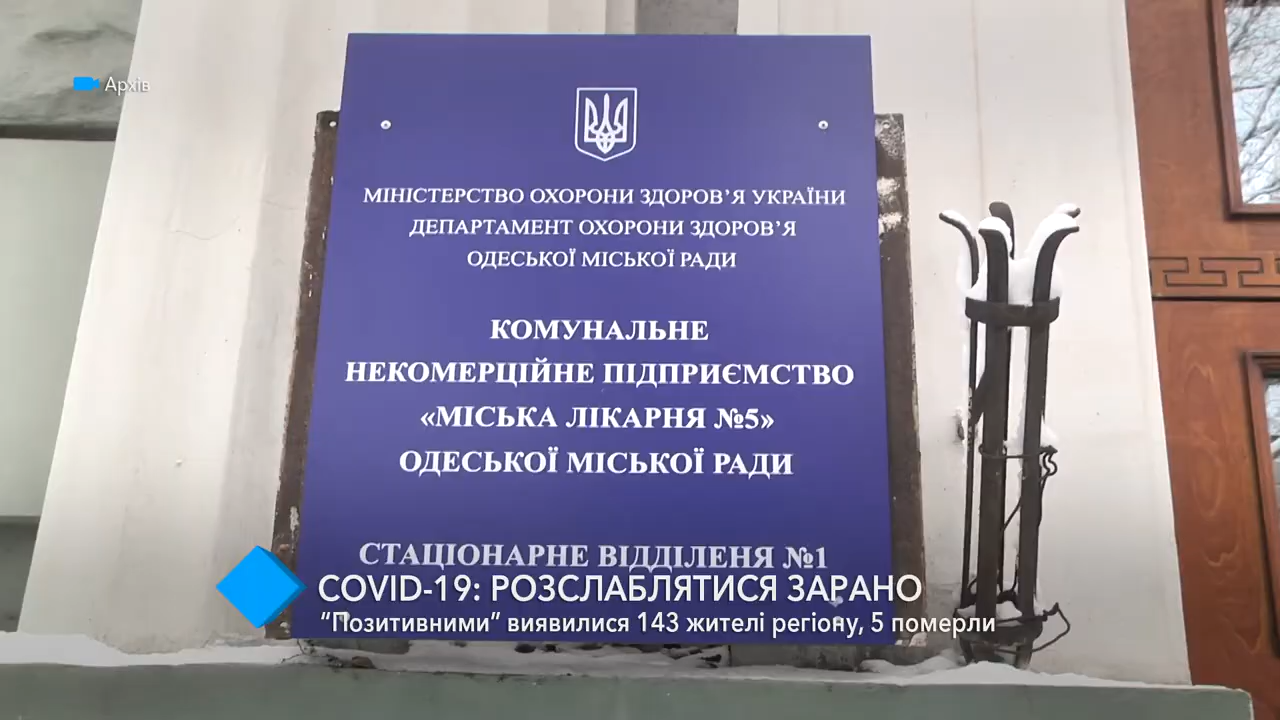 Архів
МІНІСТЕРСТВО ОХОРОНИ ЗДОРОВ’Я УКРАЇНИ
ДЕПАРТАМЕНТ ОХОРОНИ ЗДОРОВ’Я
ОДЕСЬКОЇ МІСЬКОЇ РАДИ
КОМУНАЛЬНЕ
НЕКОМЕРЦІЙНЕ ПІДПРИЄМСТВО
«МІСЬКА ЛІКАРНЯ №5»
ОДЕСЬКОЇ МІСЬКОЇ РАДИ
СТАЦІОНАРНЕ ВІДДІЛЕНЯ №1
COVID-19: РОЗСЛАБЛЯТИСЯ ЗАРАНО
“Позитивними” виявилися 143 жителі регіону, 5 померли